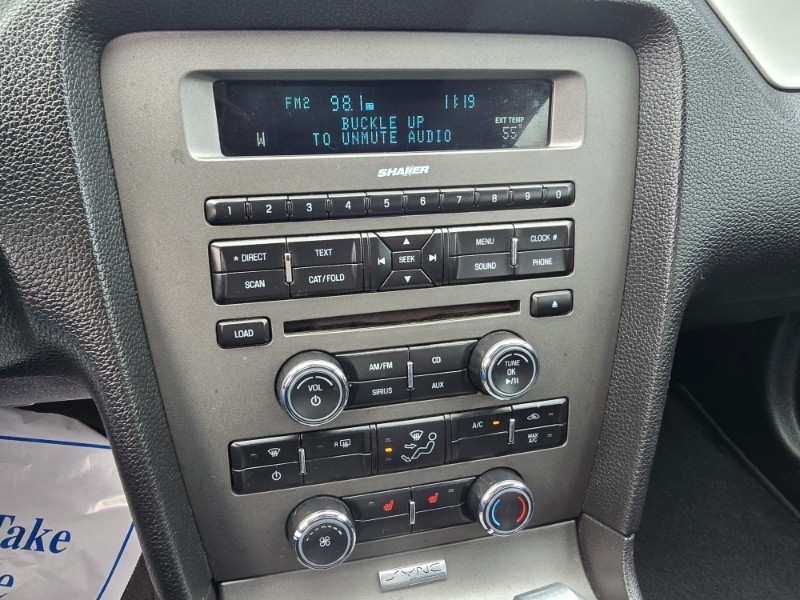 FM2 98.1 11:19
BUCKLE UP
TO UNMUTE AUDIO
W
EXT TEMP
55°
SHAKER
1 2 3 4 5 6 7 8 9 0
* DIRECT TEXT MENU CLOCK #
SEEK
SCAN CAT/FOLD SOUND PHONE
LOAD
AM/FM CD
SIRIUS AUX
VOL
TUNE
OK
R
A/C
MAX
A/C
SYNC
Take